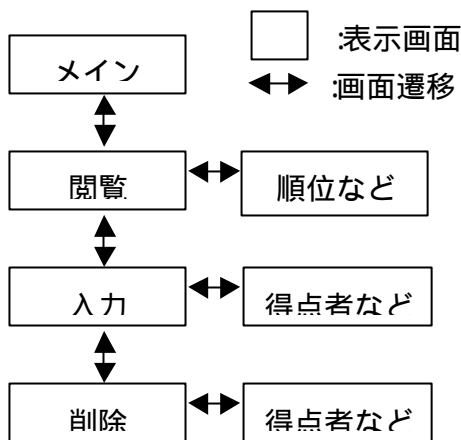 :表示画面
:画面遷移
メイン
閲覧
順位など
入力
得点者など
削除
得点者など